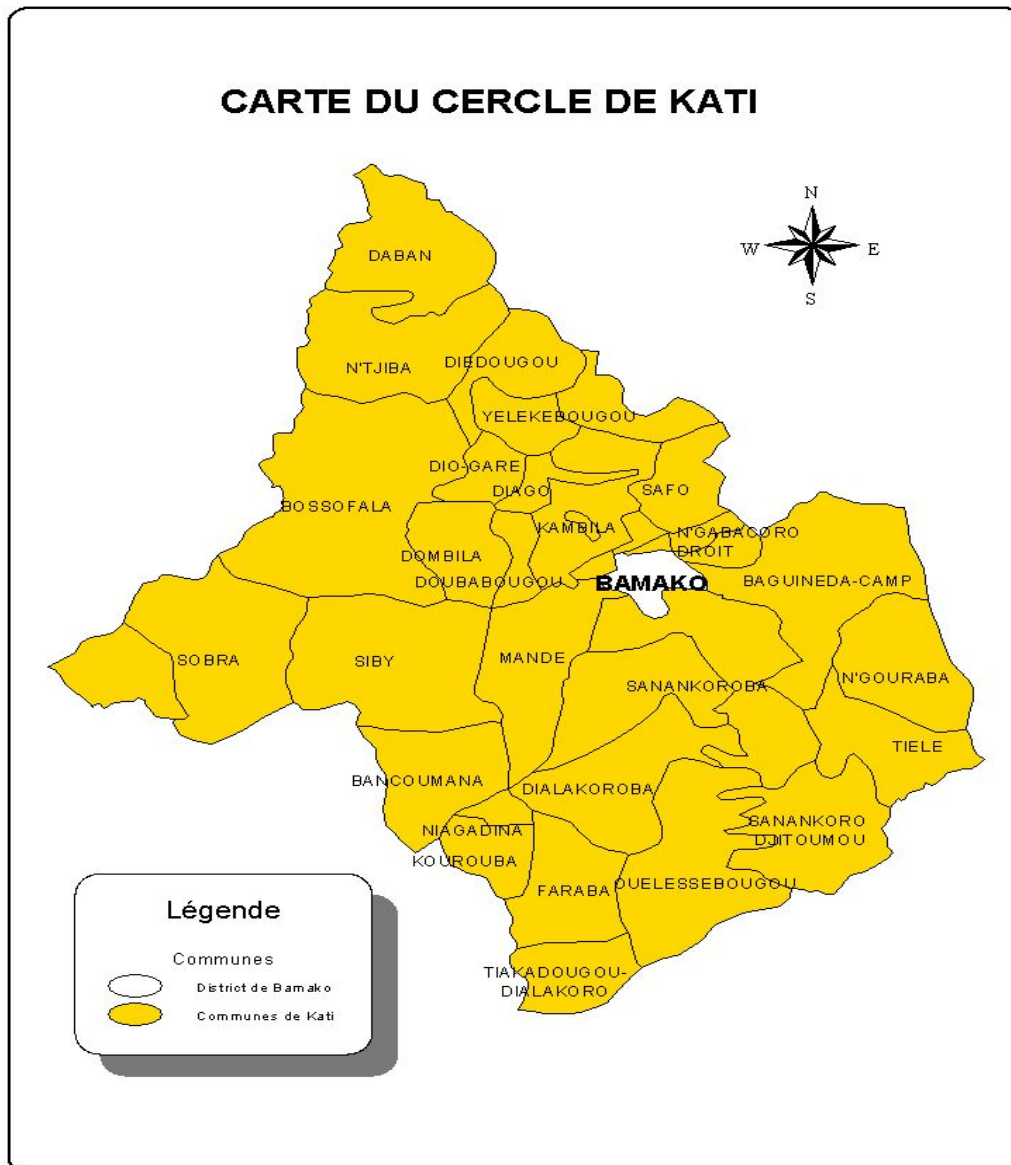 CARTE DU CERCLE DE KATI
N
W
E
S
DABAN
N'TJIBA
DIEDOUGOU
YELEKEBOUGOU
DIO-GARE
DIAGO
SAFO
BOSSOFALA
KAMBILA
N'GABACORO
DROIT
DOMBILA
DOUBABOUGOU
BAMAKO
BAGUINEDA-CAMP
SOBRA
SIBY
MANDE
SANANKOROBA
N'GOURABA
TIELE
BANCOUMANA
DIALAKOROBA
NIAGADINA
SANANKORO
DJITOUMOU
KOUROUBA
FARABA
OUELESSEBOUGOU
TIAKADOUGOU-
DIALAKORO
Légende
Communes
District de Bamako
Communes de Kati